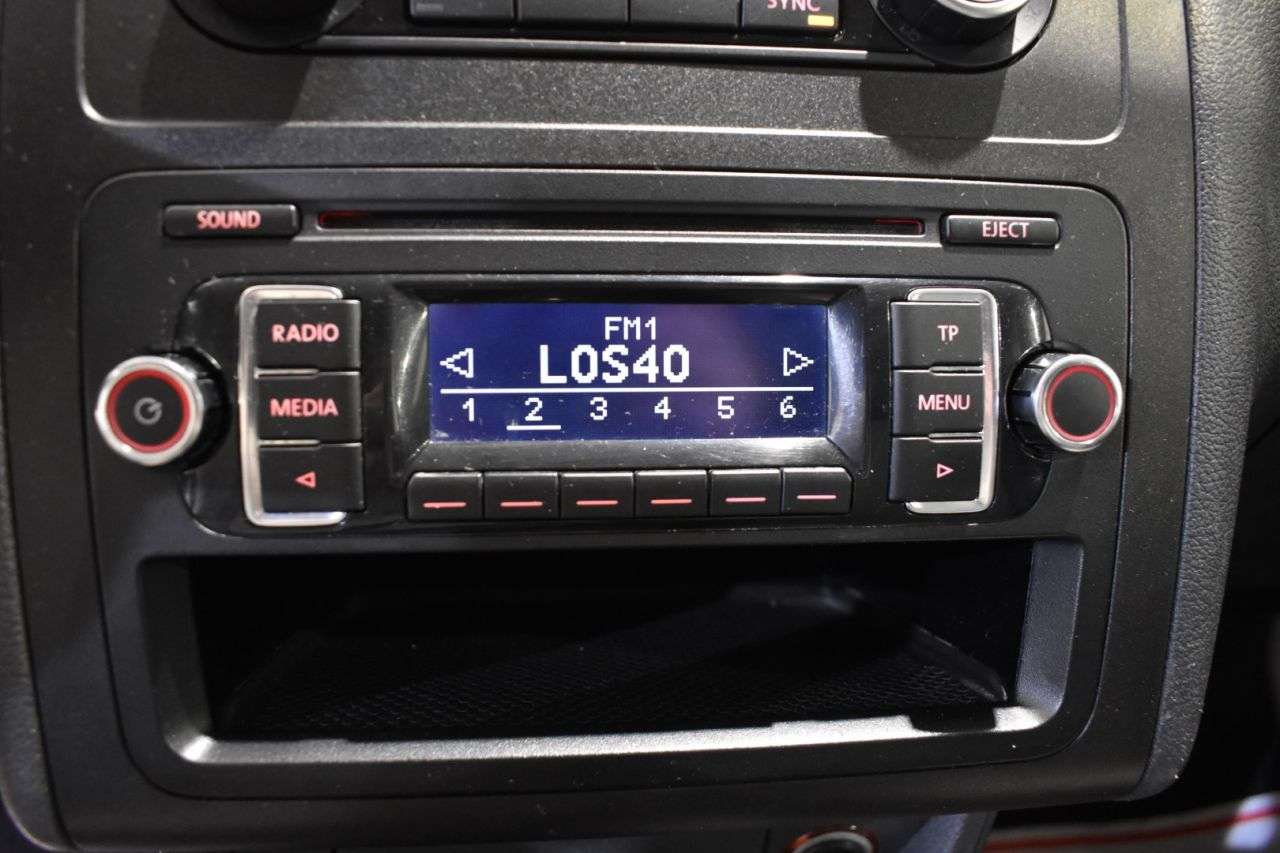 SYNC
SOUND
EJECT
FM1
RADIO
LOS40
TP
MEDIA
1 2 3 4 5 6
MENU